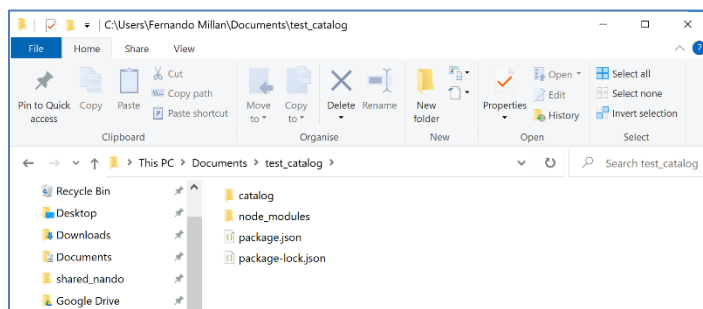 C:\Users\Fernando Millan\Documents\test_catalog
File Home Share View
Pin to Quick access
Copy
Paste
Cut
Copy path
Paste shortcut
Clipboard
Move to
Copy to
Delete
Rename
Organise
New folder
New
Properties
Open
Edit
History
Open
Select all
Select none
Invert selection
Select
This PC > Documents > test_catalog >
Search test_catalog
Recycle Bin
Desktop
Downloads
Documents
shared_nando
Google Drive
catalog
node_modules
package.json
package-lock.json